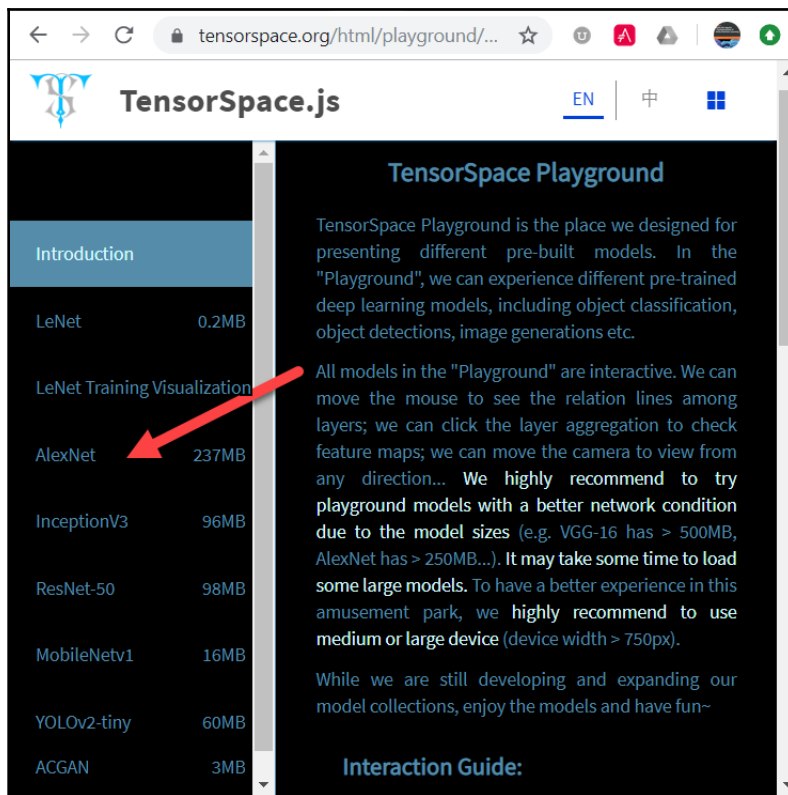 tensorspace.org/html/playground/...
TensorSpace.js
EN
中
Introduction
LeNet 0.2MB
LeNet Training Visualization
AlexNet 237MB
InceptionV3 96MB
ResNet-50 98MB
MobileNetv1 16MB
YOLOv2-tiny 60MB
ACGAN 3MB
TensorSpace Playground
TensorSpace Playground is the place we designed for
presenting different pre-built models. In the
"Playground", we can experience different pre-trained
deep learning models, including object classification,
object detections, image generations etc.
All models in the "Playground" are interactive. We can
move the mouse to see the relation lines among
layers; we can click the layer aggregation to check
feature maps; we can move the camera to view from
any direction... We highly recommend to try
playground models with a better network condition
due to the model sizes (e.g. VGG-16 has > 500MB,
AlexNet has > 250MB...). It may take some time to load
some large models. To have a better experience in this
amusement park, we highly recommend to use
medium or large device (device width > 750px).
While we are still developing and expanding our
model collections, enjoy the models and have fun~
Interaction Guide: